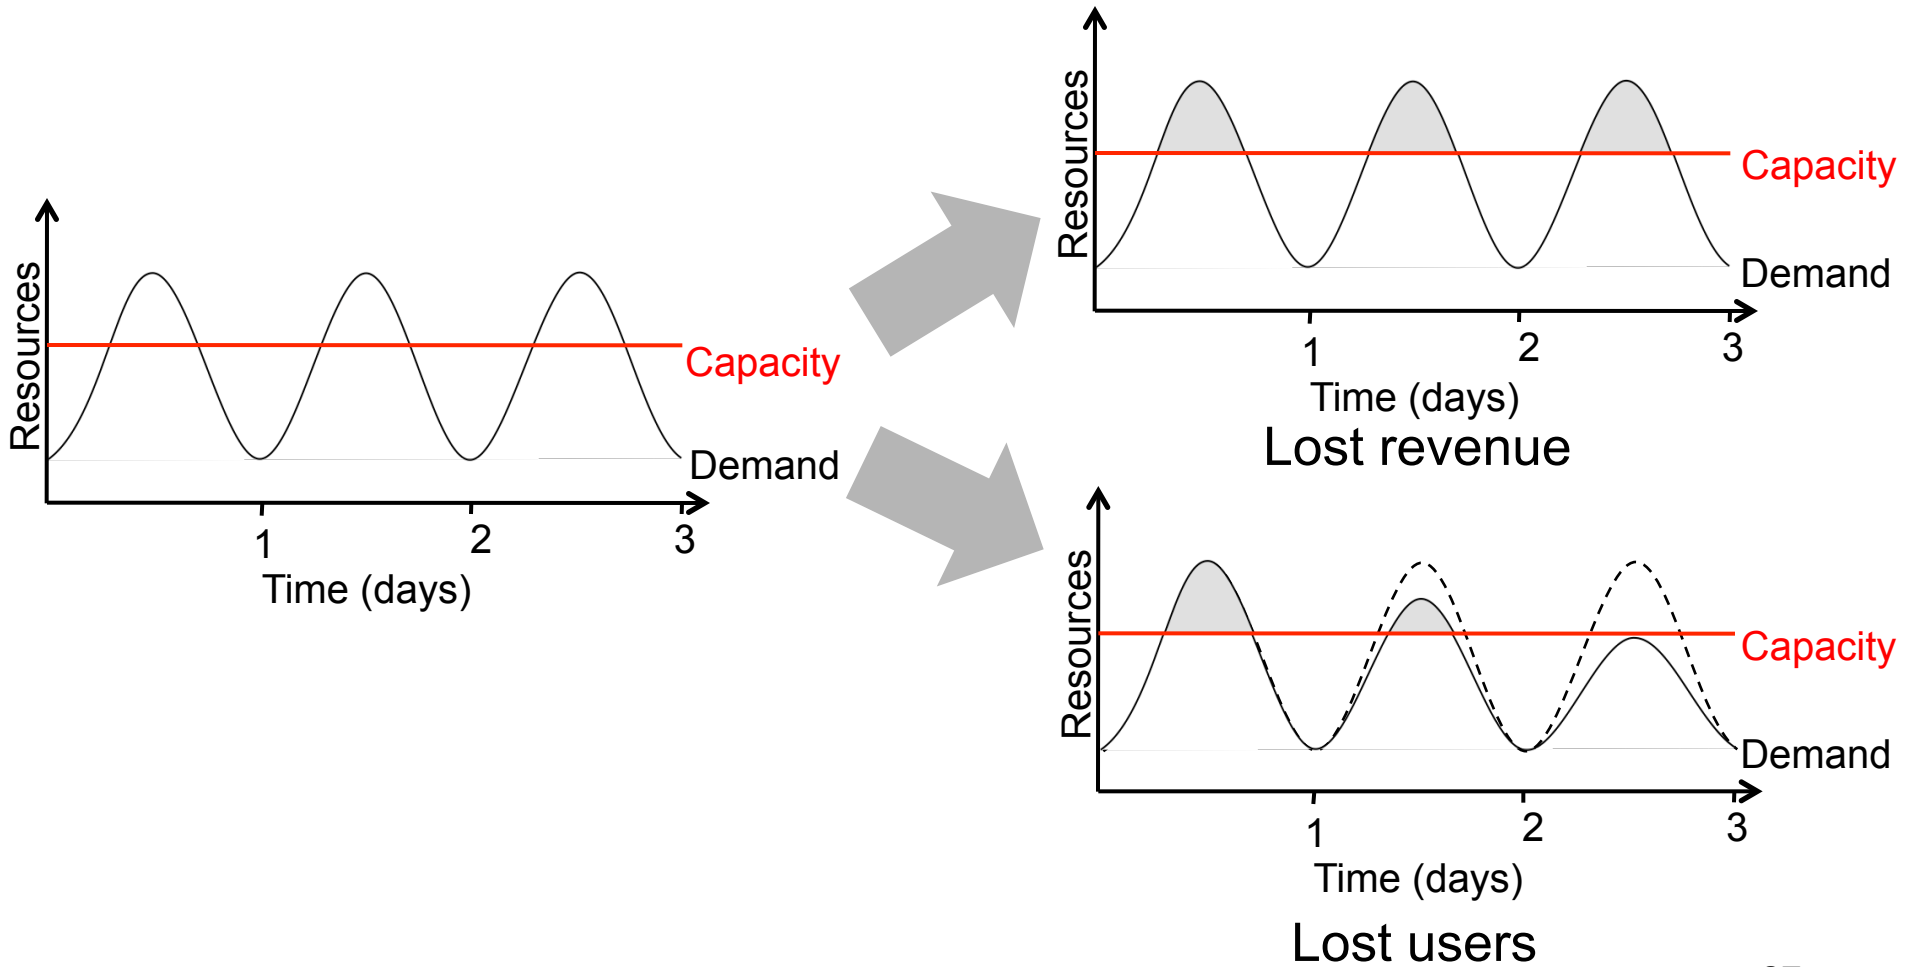 Resources
Capacity
Demand
1 2 3
Time (days)
Resources
Capacity
Demand
1 2 3
Time (days)
Lost revenue
Resources
Capacity
Demand
1 2 3
Time (days)
Lost users